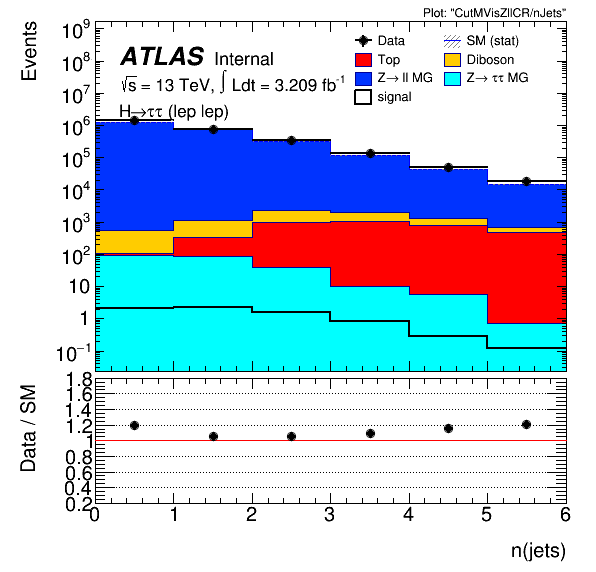 Plot: "CutMVisZllCR/nJets"
Events
ATLAS Internal
√s = 13 TeV, ∫ Ldt = 3.209 fb⁻¹
H→ττ (lep lep)
Data
SM (stat)
Top
Diboson
Z→ ll MG
Z→ ττ MG
signal
10⁹
10⁸
10⁷
10⁶
10⁵
10⁴
10³
10²
10
1
10⁻¹
Data / SM
1.8
1.6
1.4
1.2
1
0.8
0.6
0.4
0.2
0 1 2 3 4 5 6
n(jets)